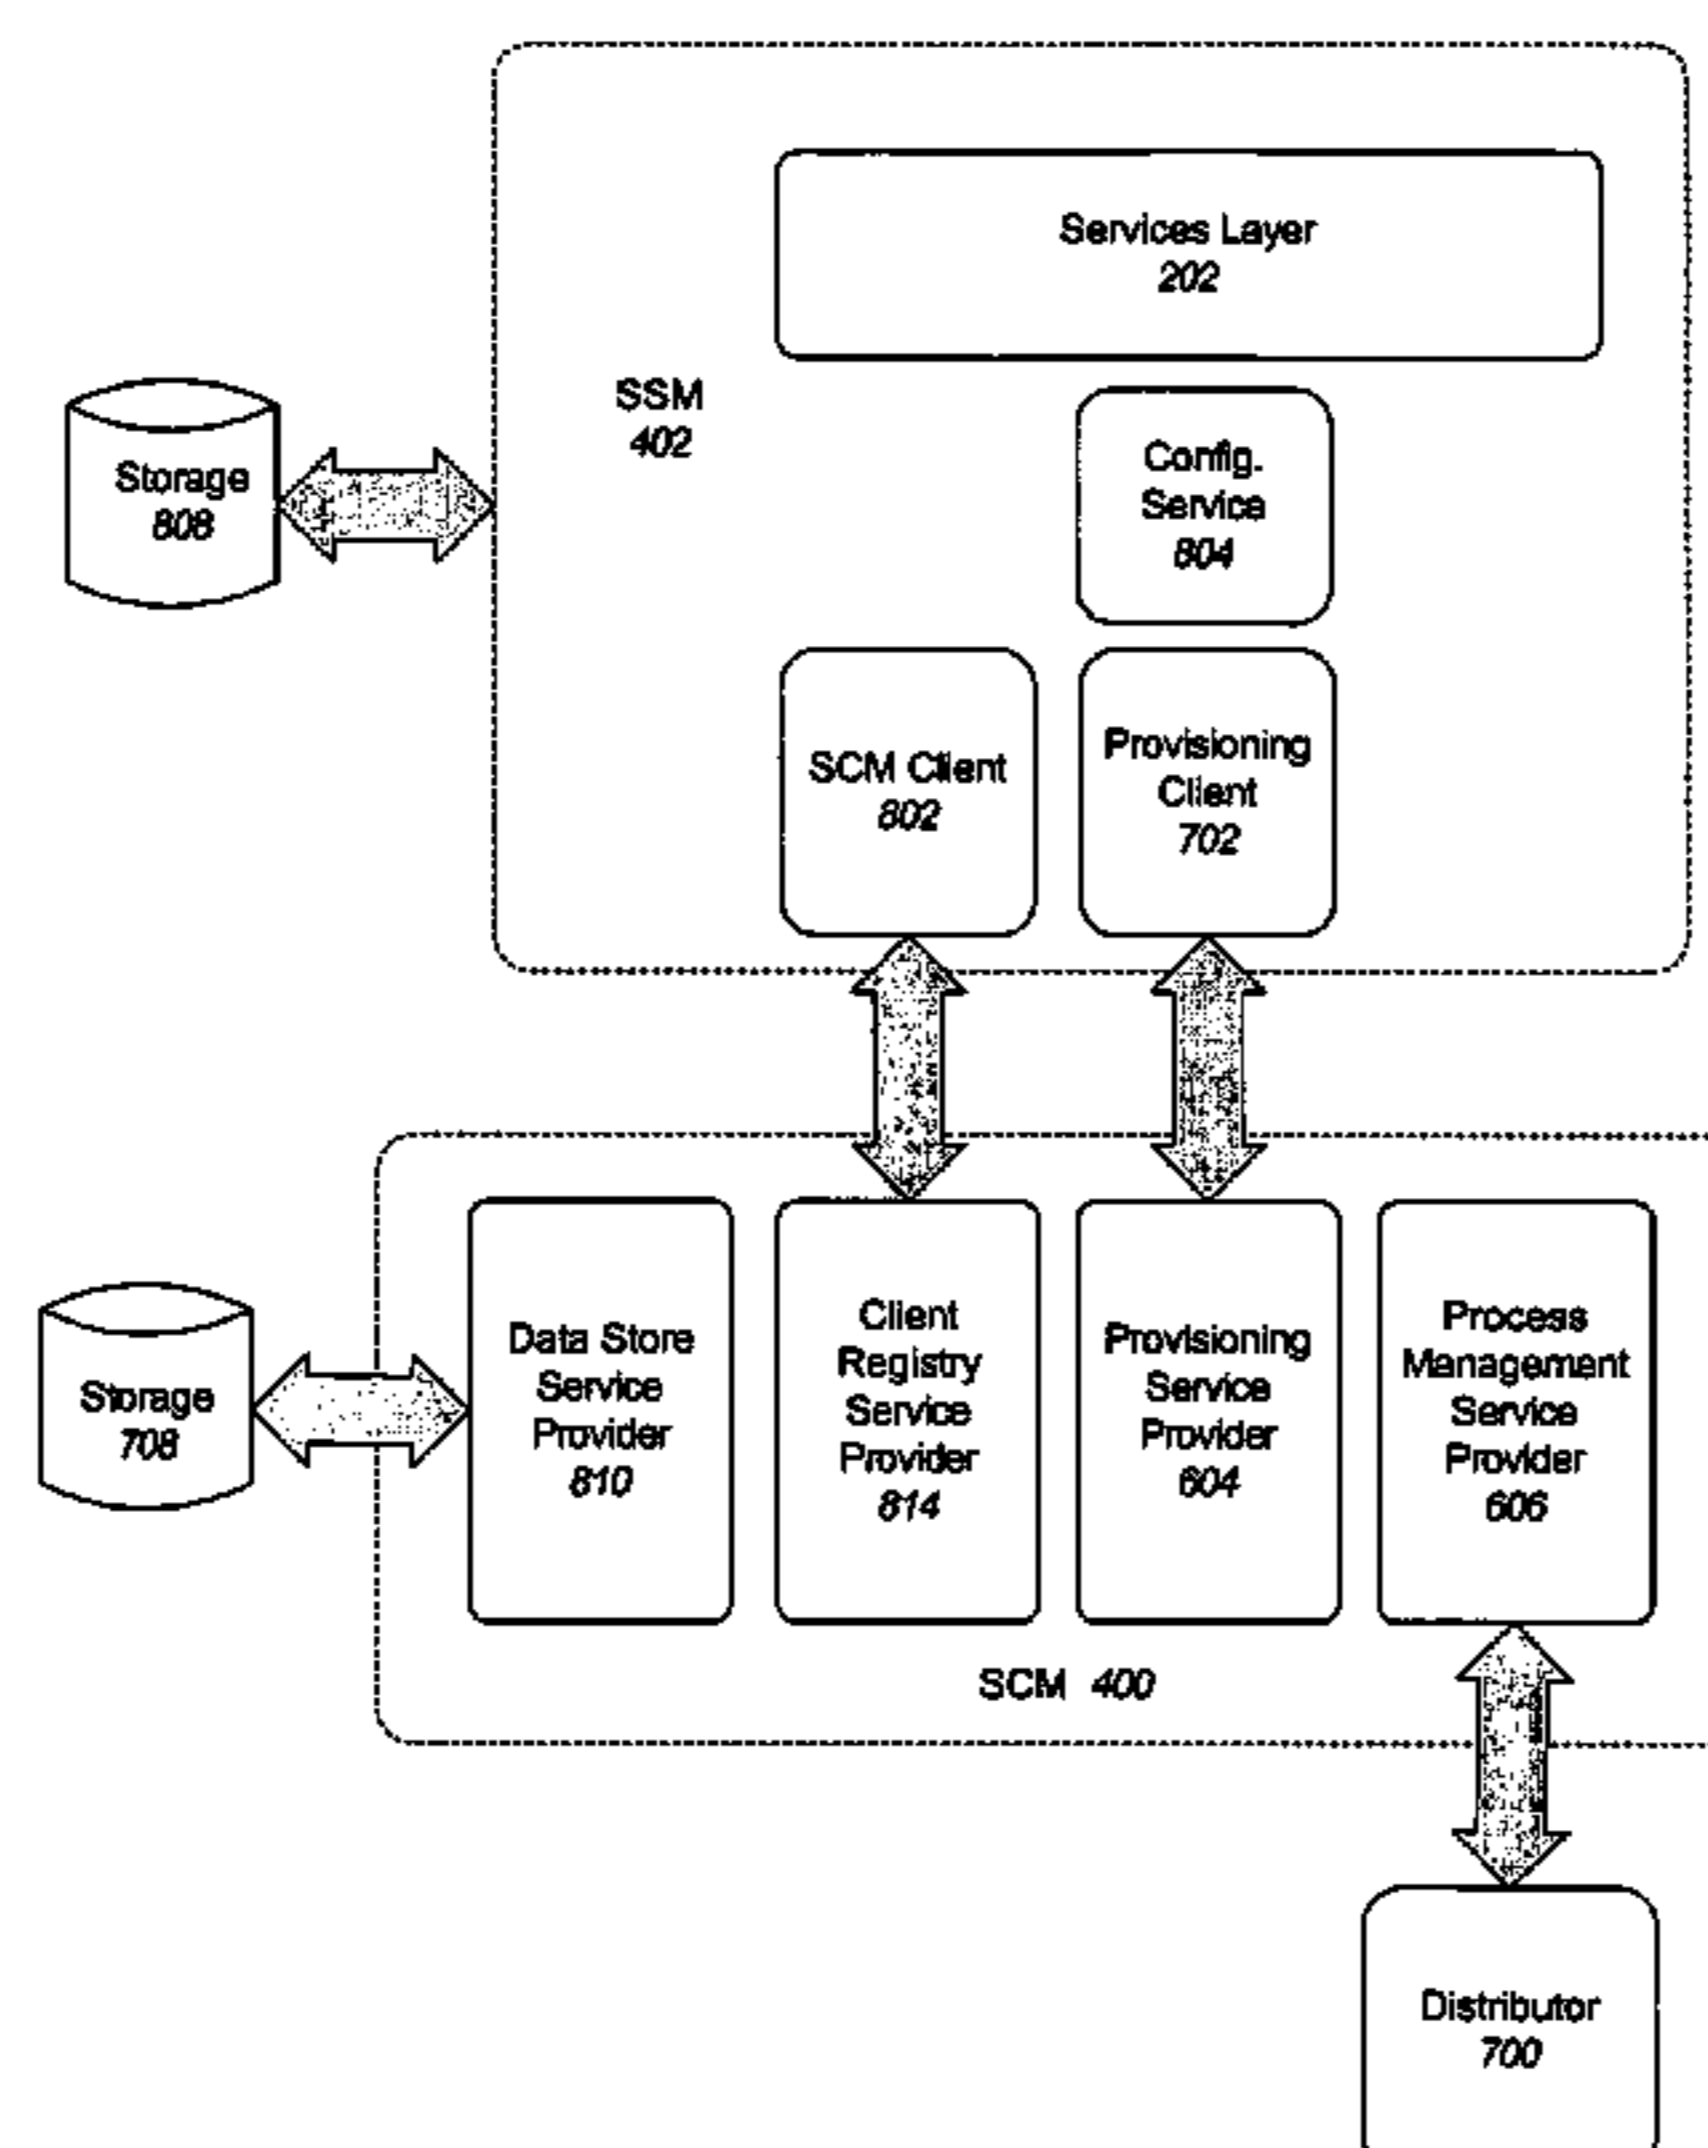 Services Layer
202
SSM
402
Storage
808
Config.
Service
804
SCM Client
802
Provisioning
Client
702
Storage
708
Data Store
Service
Provider
810
Client
Registry
Service
Provider
814
Provisioning
Service
Provider
604
Process
Management
Service
Provider
606
SCM 400
Distributor
700